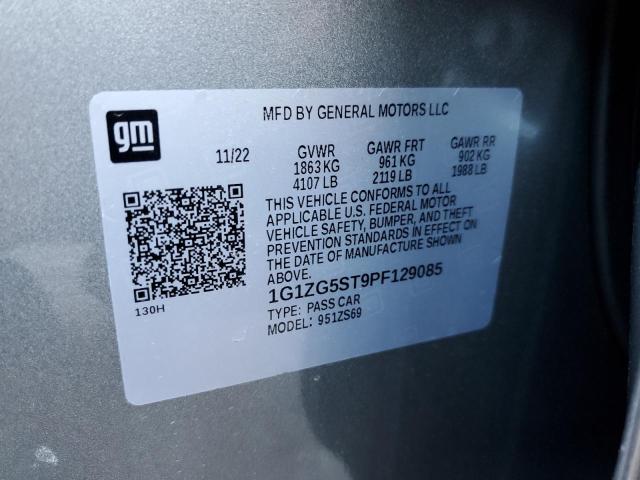 gm
MFD BY GENERAL MOTORS LLC
11/22 GVWR GAWR FRT GAWR RR
1863 KG 961 KG 902 KG
4107 LB 2119 LB 1988 LB
THIS VEHICLE CONFORMS TO ALL
APPLICABLE U.S. FEDERAL MOTOR
VEHICLE SAFETY, BUMPER, AND THEFT
PREVENTION STANDARDS IN EFFECT ON
THE DATE OF MANUFACTURE SHOWN
ABOVE.
1G1ZG5ST9PF129085
TYPE: PASS CAR
MODEL: 951ZS69
130H